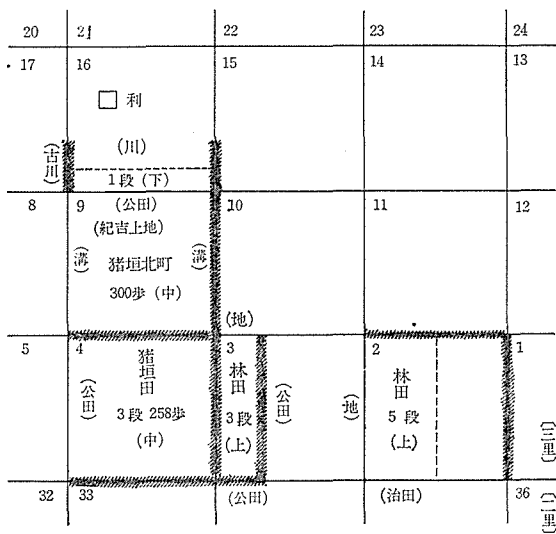 20 21 22 23 24
17 16 15 14 13
□ 利
(川)
(古川)
1段(下)
8 9 10 11 12
(公田)
(紀吉上地)
(溝) (溝)
猪垣北町
300歩(中)
(地)
5 4 3 2 1
(公田)
猪垣田
3段 258歩
(中)
林田
3段
(上)
(公田)
(地)
林田
5段
(上)
(三里)
32 33 (公田) (治田) 36
(二里)